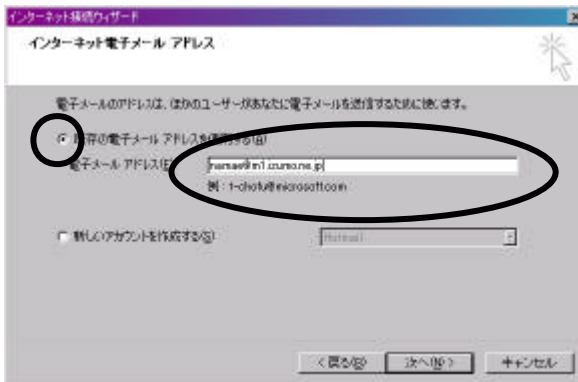 インターネット接続ウィザード
インターネット電子メール アドレス
電子メールのアドレスは、ほかのユーザーがあなたに電子メールを送信するために使います。
既存の電子メール アドレスを使用する(A)
電子メール アドレス(E):
namae@m1.izumo.ne.jp
例 : t-chofu@microsoft.com
新しいアカウントを作成する(S):
Hotmail
< 戻る(B)
次へ(N) >
キャンセル